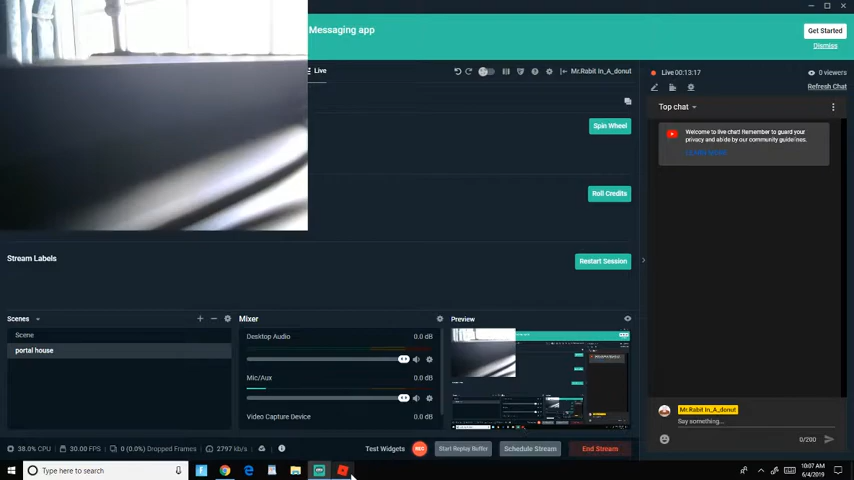 Messaging app
Get Started
Dismiss
Live
Mr.Rabit In_A_donut
Live 00:13:17
0 viewers
Refresh Chat
Top chat
Welcome to live chat! Remember to guard your
privacy and abide by our community guidelines.
LEARN MORE
Spin Wheel
Roll Credits
Stream Labels
Restart Session
Scenes
Mixer
Preview
Scene
portal house
Desktop Audio
0.0 dB
Mic/Aux
0.0 dB
Video Capture Device
0.0 dB
Mr.Rabit In_A_donut
Say something...
0/200
38.0% CPU
30.00 FPS
0 (0.0%) Dropped Frames
2797 kb/s
Test Widgets
REC
Start Replay Buffer
Schedule Stream
End Stream
Type here to search
10:07 AM
6/4/2019